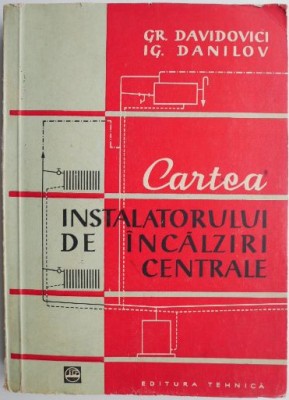 GR. DAVIDOVICI
IG. DANILOV
Cartea
INSTALATORULUI
DE ÎNCĂLZIRI
CENTRALE
EDITURA TEHNICĂ